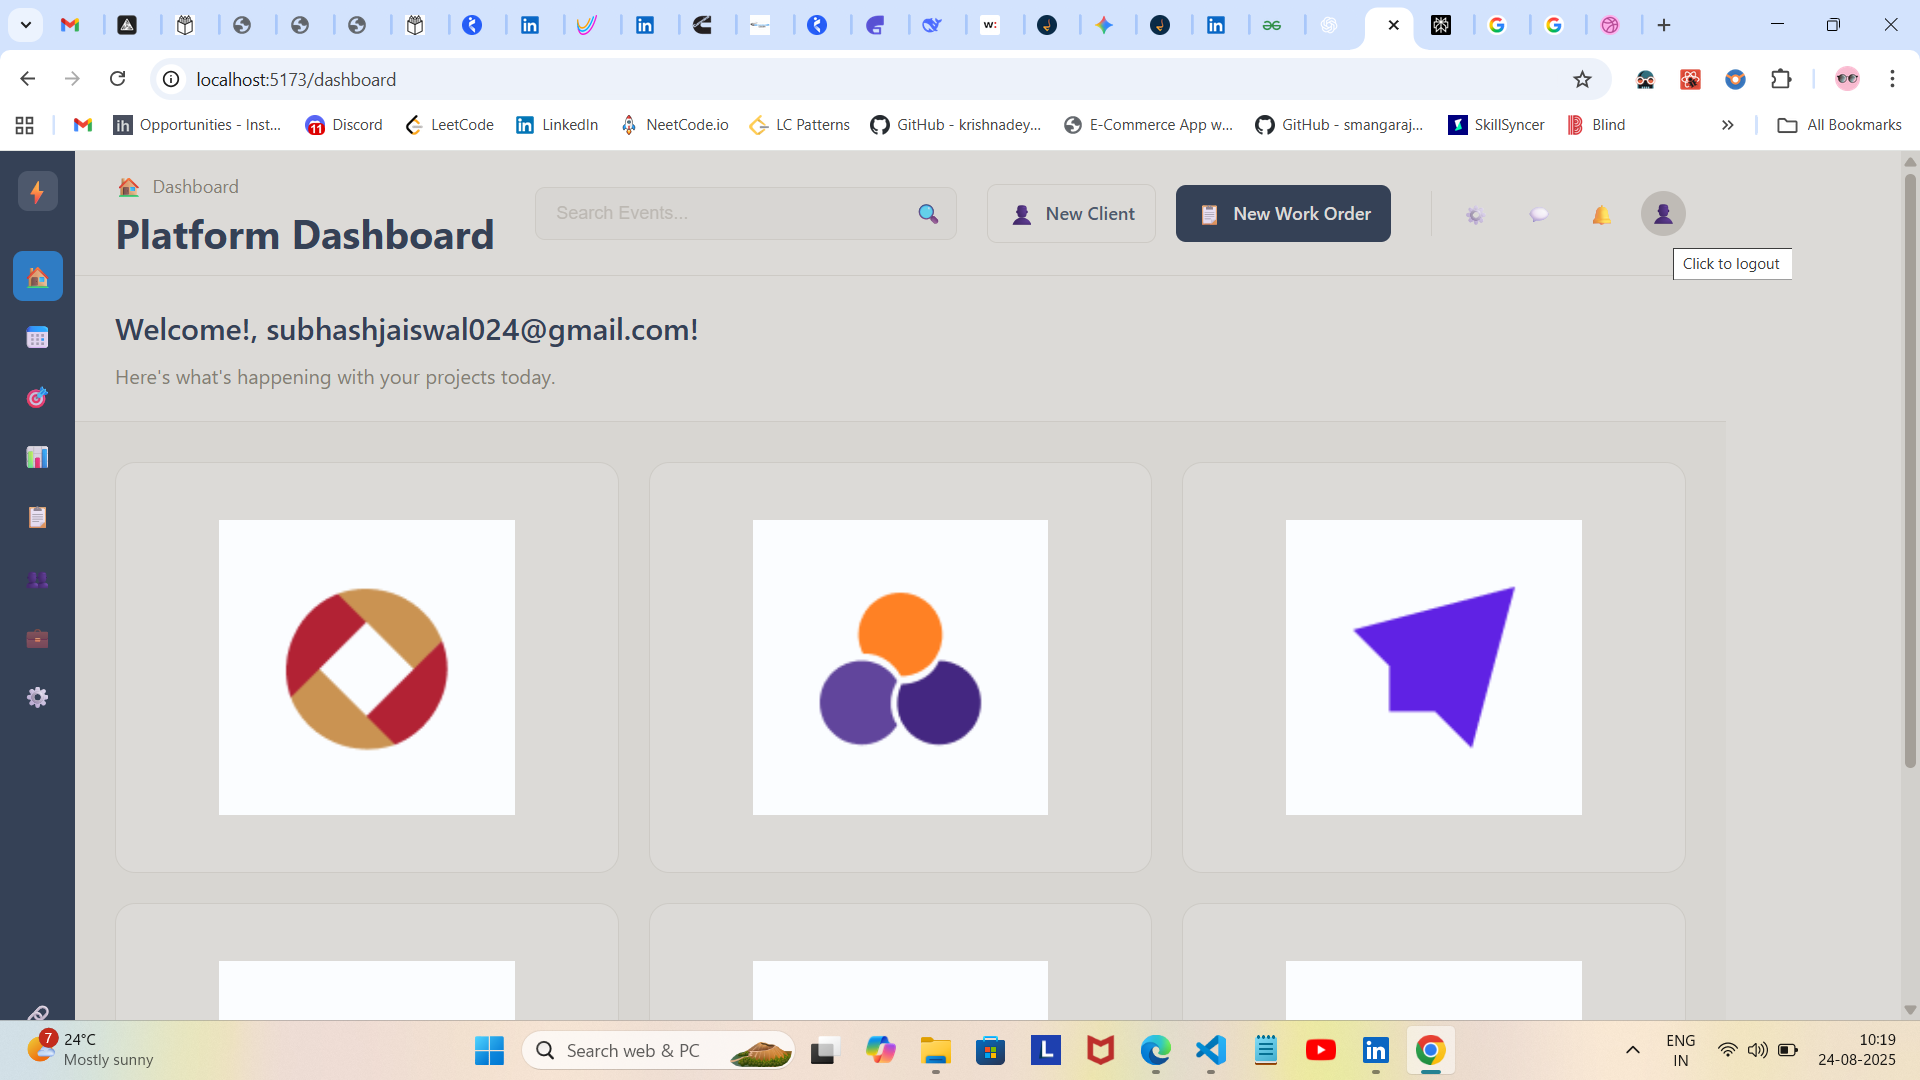 localhost:5173/dashboard
Opportunities - Inst...
Discord
LeetCode
LinkedIn
NeetCode.io
LC Patterns
GitHub - krishnadey...
E-Commerce App w...
GitHub - smangaraj...
SkillSyncer
Blind
All Bookmarks
Dashboard
Platform Dashboard
Search Events...
New Client
New Work Order
Click to logout
Welcome!, subhashjaiswal024@gmail.com!
Here's what's happening with your projects today.
7
24°C
Mostly sunny
Search web & PC
ENG
IN
10:19
24-08-2025